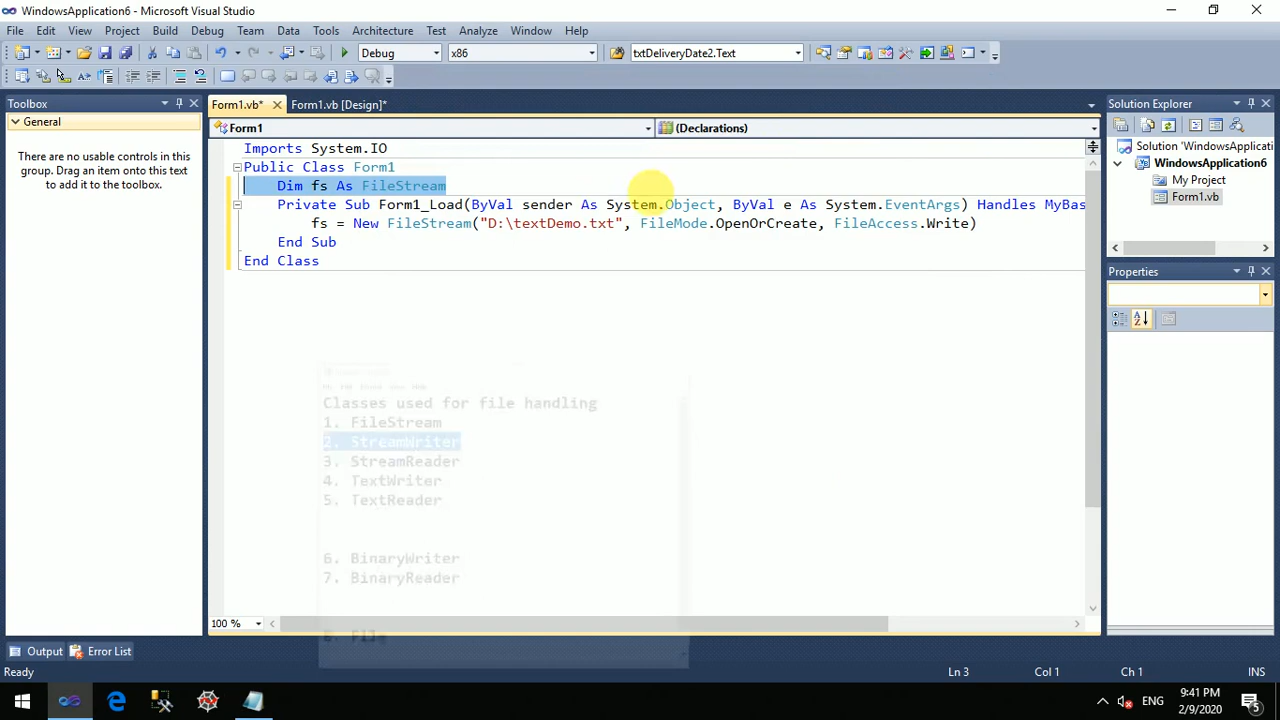 WindowsApplication6 - Microsoft Visual Studio
File Edit View Project Build Debug Team Data Tools Architecture Test Analyze Window Help
Debug x86 txtDeliveryDate2.Text
Toolbox
General
There are no usable controls in this
group. Drag an item onto this text
to add it to the toolbox.
Form1.vb* Form1.vb [Design]*
Form1 (Declarations)
Imports System.IO
Public Class Form1
Dim fs As FileStream
Private Sub Form1_Load(ByVal sender As System.Object, ByVal e As System.EventArgs) Handles MyBas
fs = New FileStream("D:\textDemo.txt", FileMode.OpenOrCreate, FileAccess.Write)
End Sub
End Class
Classes used for file handling
1. FileStream
2. StreamWriter
3. StreamReader
4. TextWriter
5. TextReader
6. BinaryWriter
7. BinaryReader
8. File
100 %
Solution Explorer
Solution 'WindowsApplicati
WindowsApplication6
My Project
Form1.vb
Properties
Output Error List
Ready Ln 3 Col 1 Ch 1 INS
ENG
9:41 PM
2/9/2020
5